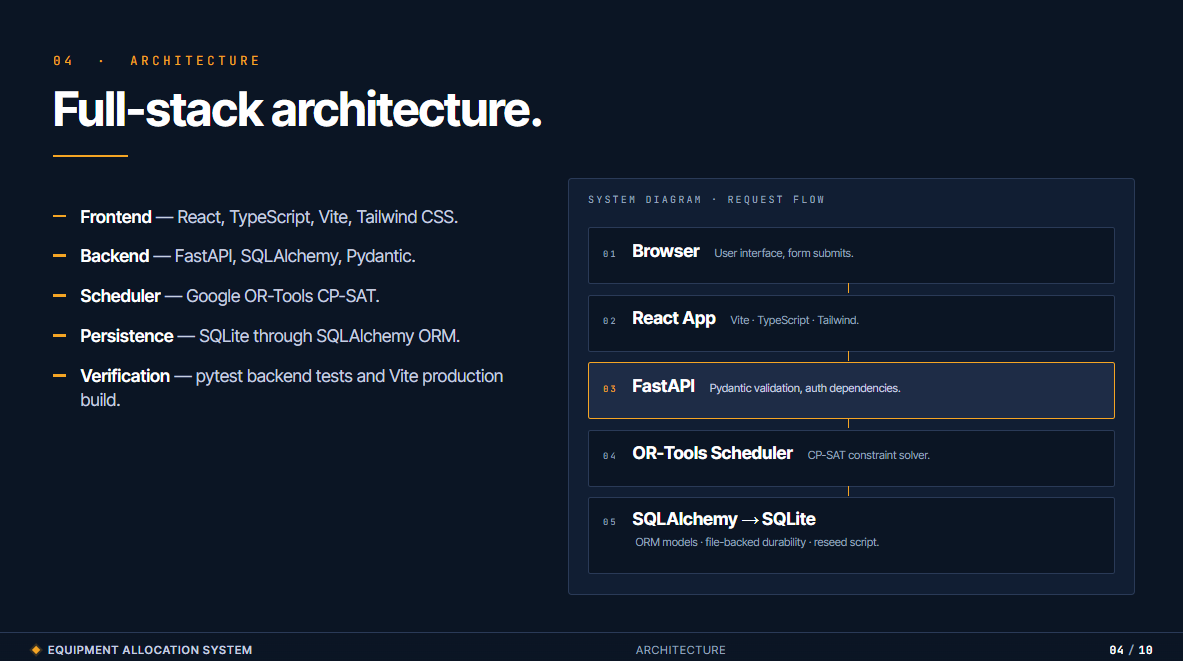 04 · ARCHITECTURE
Full-stack architecture.
Frontend — React, TypeScript, Vite, Tailwind CSS.
Backend — FastAPI, SQLAlchemy, Pydantic.
Scheduler — Google OR-Tools CP-SAT.
Persistence — SQLite through SQLAlchemy ORM.
Verification — pytest backend tests and Vite production
build.
SYSTEM DIAGRAM · REQUEST FLOW
01 Browser User interface, form submits.
02 React App Vite · TypeScript · Tailwind.
03 FastAPI Pydantic validation, auth dependencies.
04 OR-Tools Scheduler CP-SAT constraint solver.
05 SQLAlchemy → SQLite
ORM models · file-backed durability · reseed script.
EQUIPMENT ALLOCATION SYSTEM
ARCHITECTURE
04 / 10